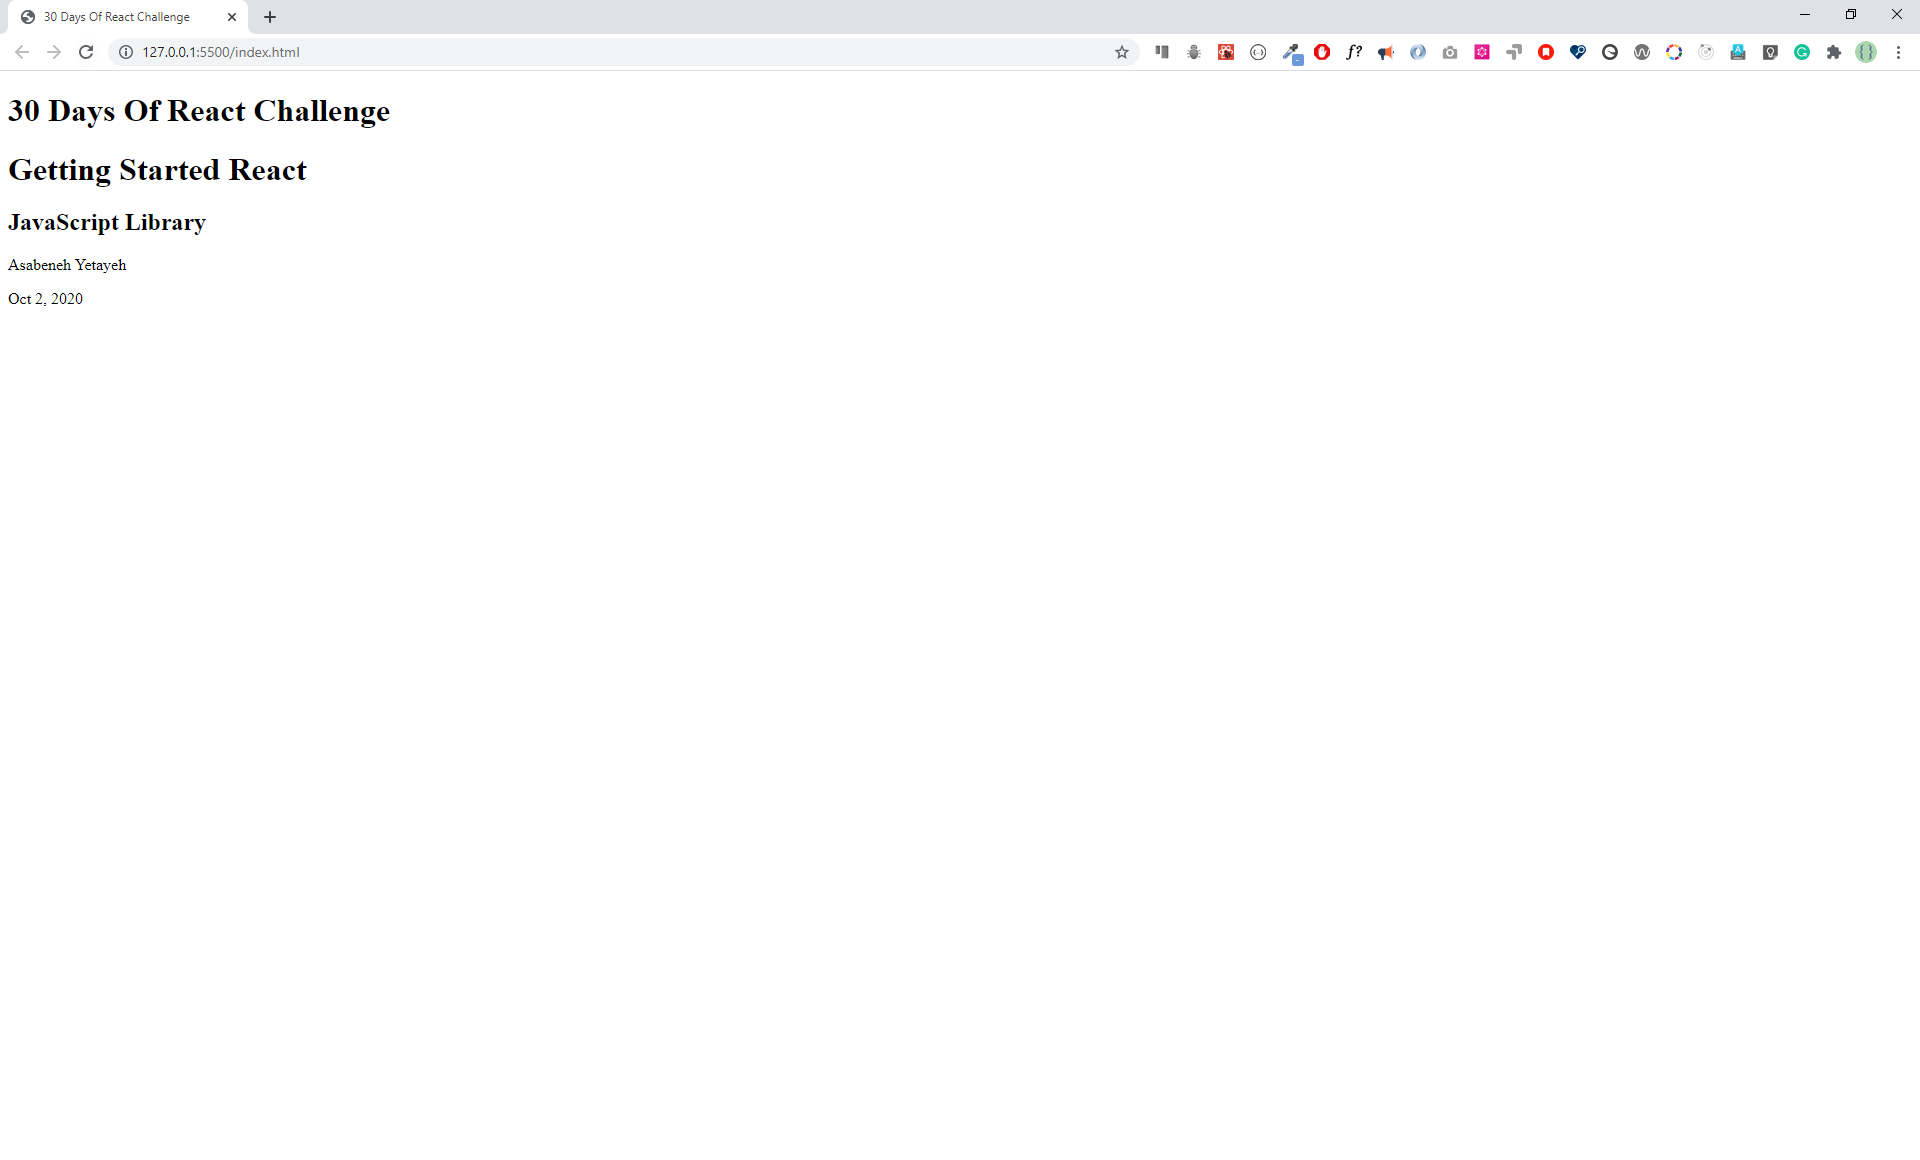 30 Days Of React Challenge
127.0.0.1:5500/index.html
f?
30 Days Of React Challenge
Getting Started React
JavaScript Library
Asabeneh Yetayeh
Oct 2, 2020